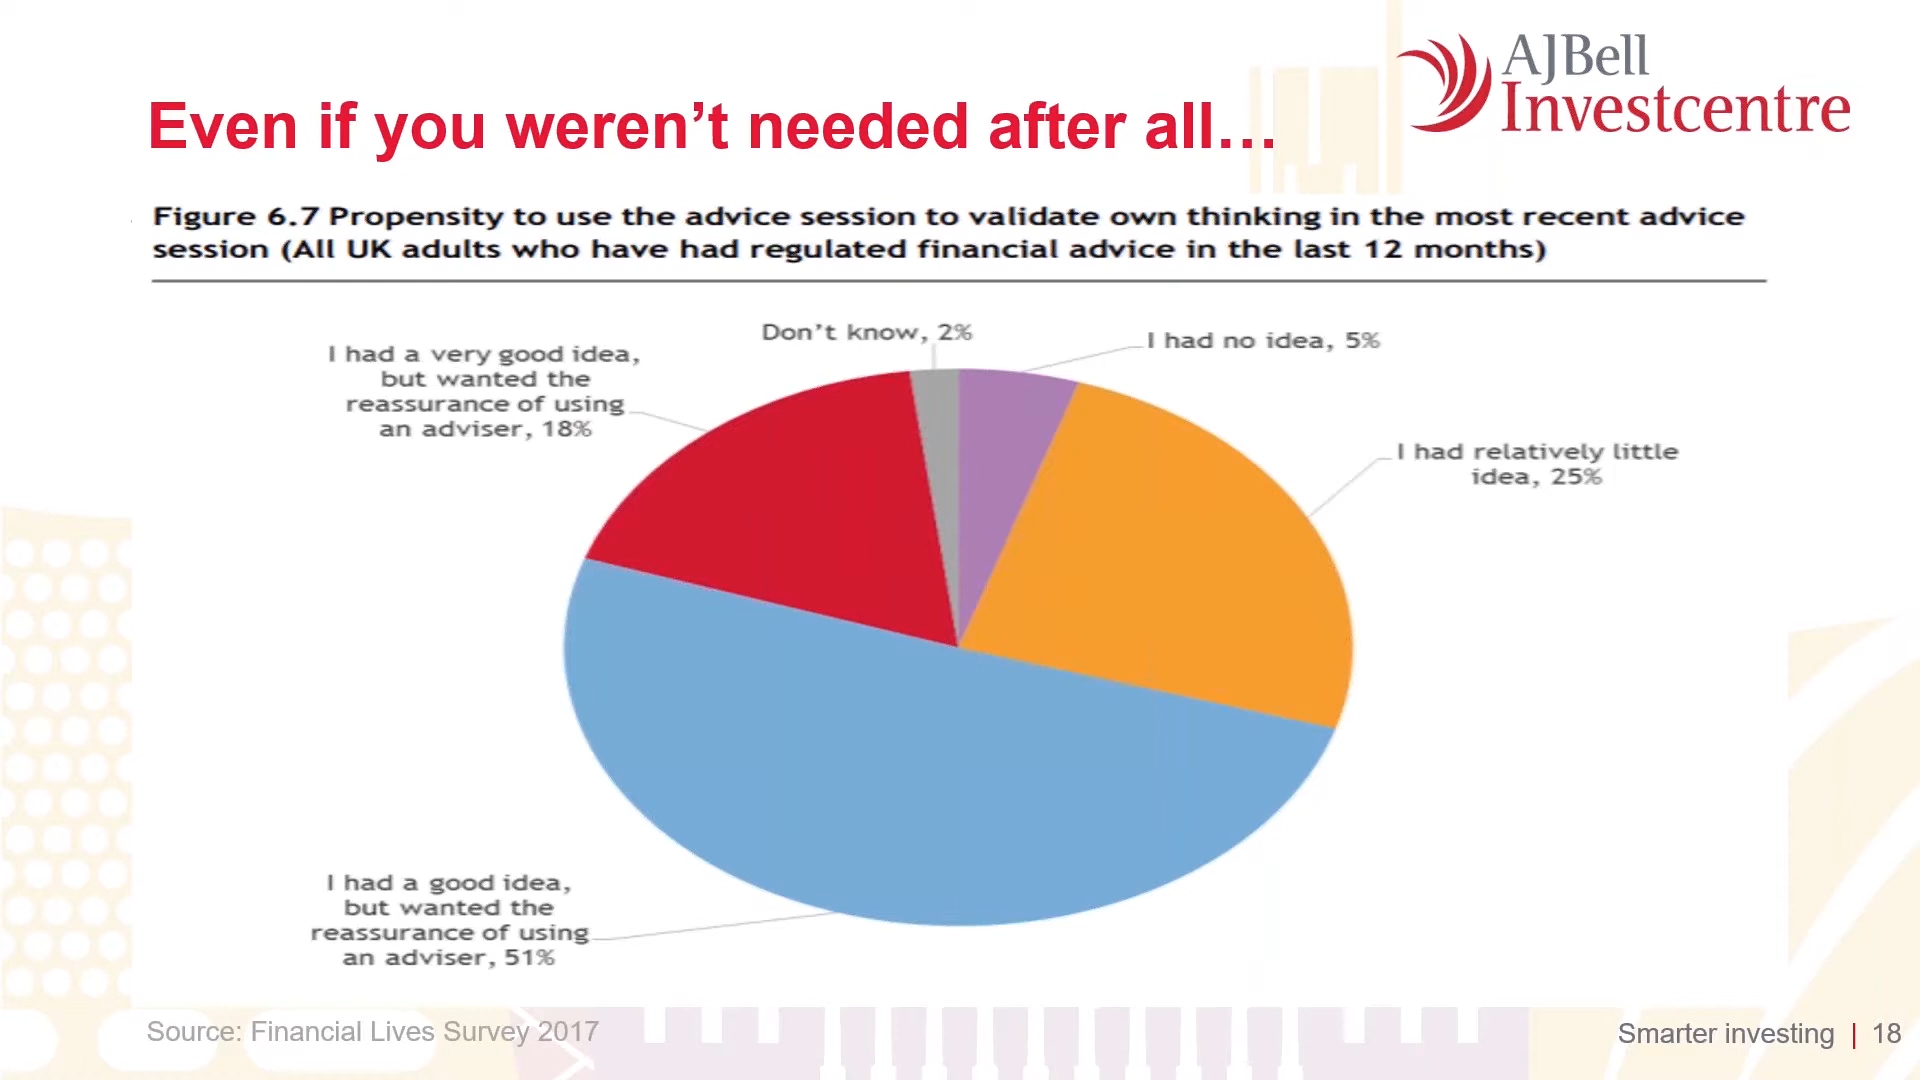 AJBell
Investcentre
Even if you weren’t needed after all…
Figure 6.7 Propensity to use the advice session to validate own thinking in the most recent advice
session (All UK adults who have had regulated financial advice in the last 12 months)
Don’t know, 2%
I had no idea, 5%
I had a very good idea,
but wanted the
reassurance of using
an adviser, 18%
I had relatively little
idea, 25%
I had a good idea,
but wanted the
reassurance of using
an adviser, 51%
Source: Financial Lives Survey 2017
Smarter investing | 18